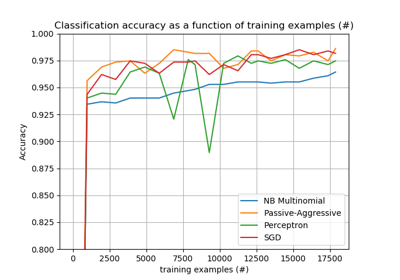 Classification accuracy as a function of training examples (#)
1.000
0.975
0.950
0.925
0.900
0.875
0.850
0.825
0.800
Accuracy
NB Multinomial
Passive-Aggressive
Perceptron
SGD
0 2500 5000 7500 10000 12500 15000 17500
training examples (#)